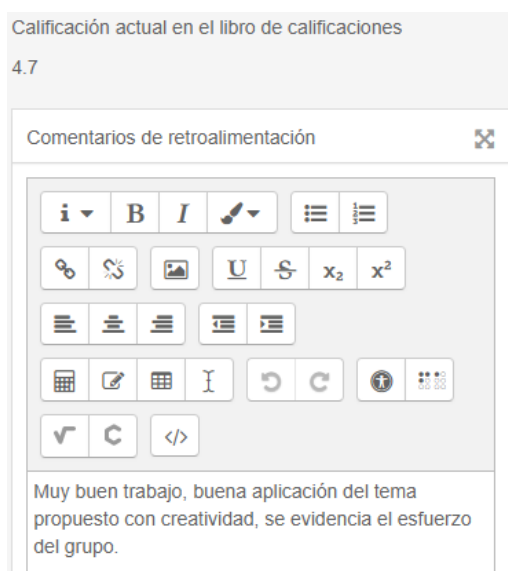 Calificación actual en el libro de calificaciones
4.7
Comentarios de retroalimentación
i B I
U S x₂ x²
</>
Muy buen trabajo, buena aplicación del tema
propuesto con creatividad, se evidencia el esfuerzo
del grupo.